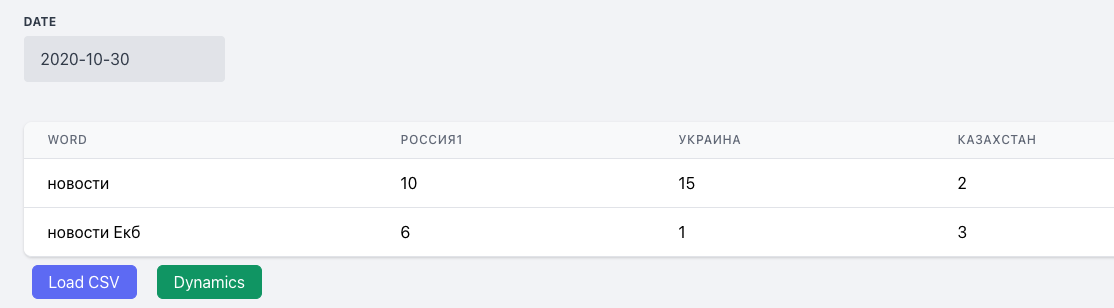 DATE
2020-10-30
WORD РОССИЯ1 УКРАИНА КАЗАХСТАН
новости 10 15 2
новости Екб 6 1 3
Load CSV Dynamics